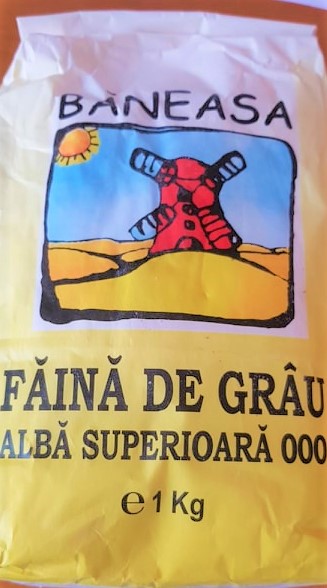 BĂNEASA
FĂINĂ DE GRÂU
ALBĂ SUPERIOARĂ 000
℮ 1 Kg